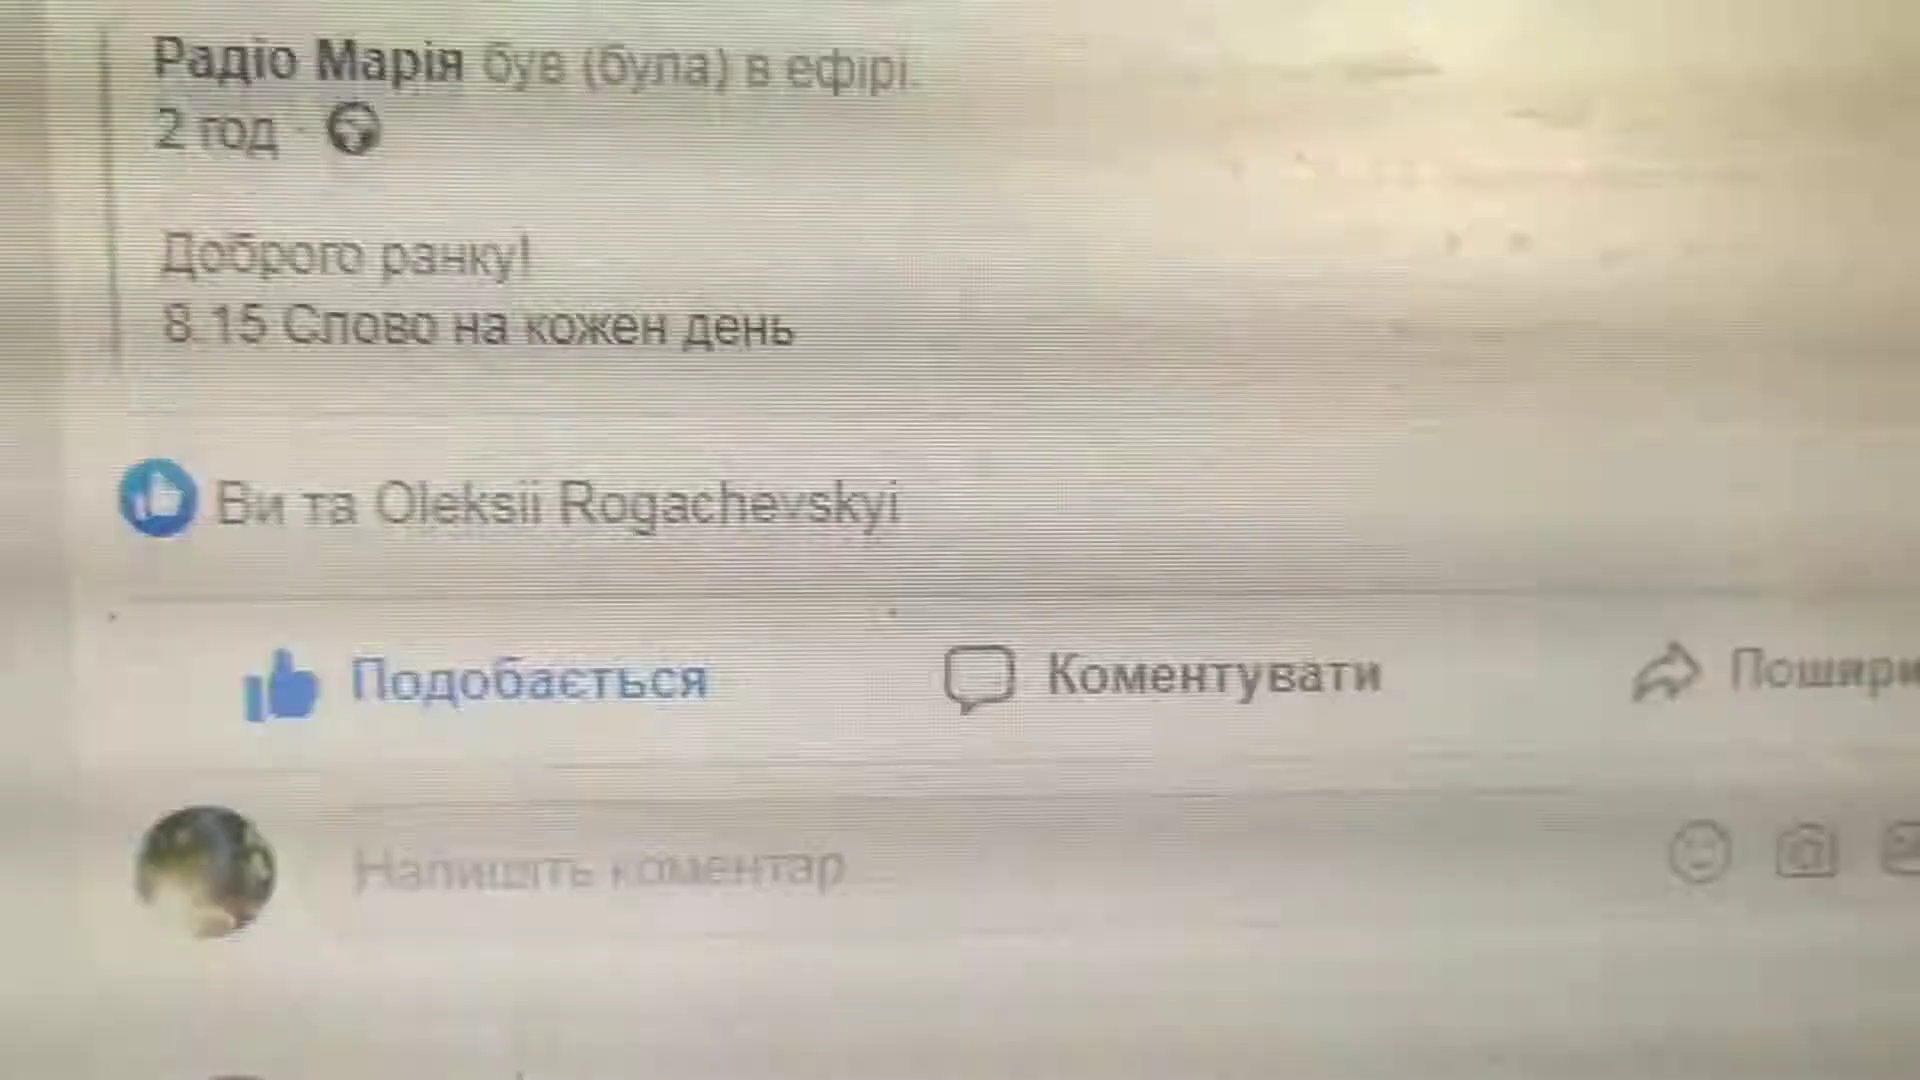 Радіо Марія був (була) в ефірі.
2 год ·
Доброго ранку!
8.15 Слово на кожен день
Ви та Oleksii Rogachevskyi
Подобається
Коментувати
Пошири
Напишіть коментар...